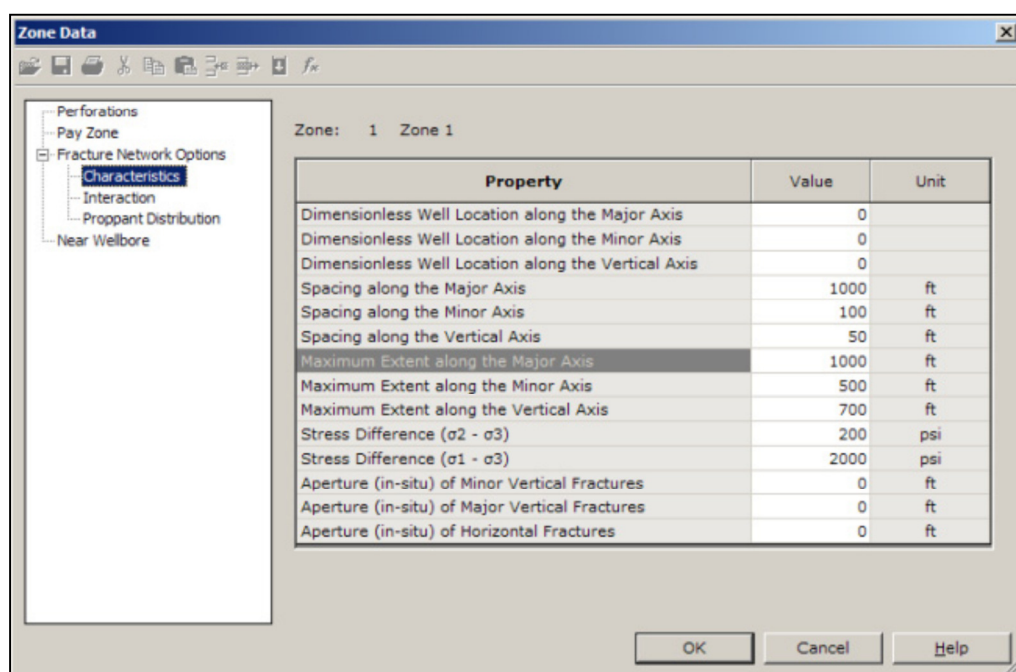 Zone Data
Perforations
Pay Zone
Fracture Network Options
Characteristics
Interaction
Proppant Distribution
Near Wellbore
Zone: 1 Zone 1
Property Value Unit
Dimensionless Well Location along the Major Axis 0
Dimensionless Well Location along the Minor Axis 0
Dimensionless Well Location along the Vertical Axis 0
Spacing along the Major Axis 1000 ft
Spacing along the Minor Axis 100 ft
Spacing along the Vertical Axis 50 ft
Maximum Extent along the Major Axis 1000 ft
Maximum Extent along the Minor Axis 500 ft
Maximum Extent along the Vertical Axis 700 ft
Stress Difference (σ2 - σ3) 200 psi
Stress Difference (σ1 - σ3) 2000 psi
Aperture (in-situ) of Minor Vertical Fractures 0 ft
Aperture (in-situ) of Major Vertical Fractures 0 ft
Aperture (in-situ) of Horizontal Fractures 0 ft
OK Cancel Help